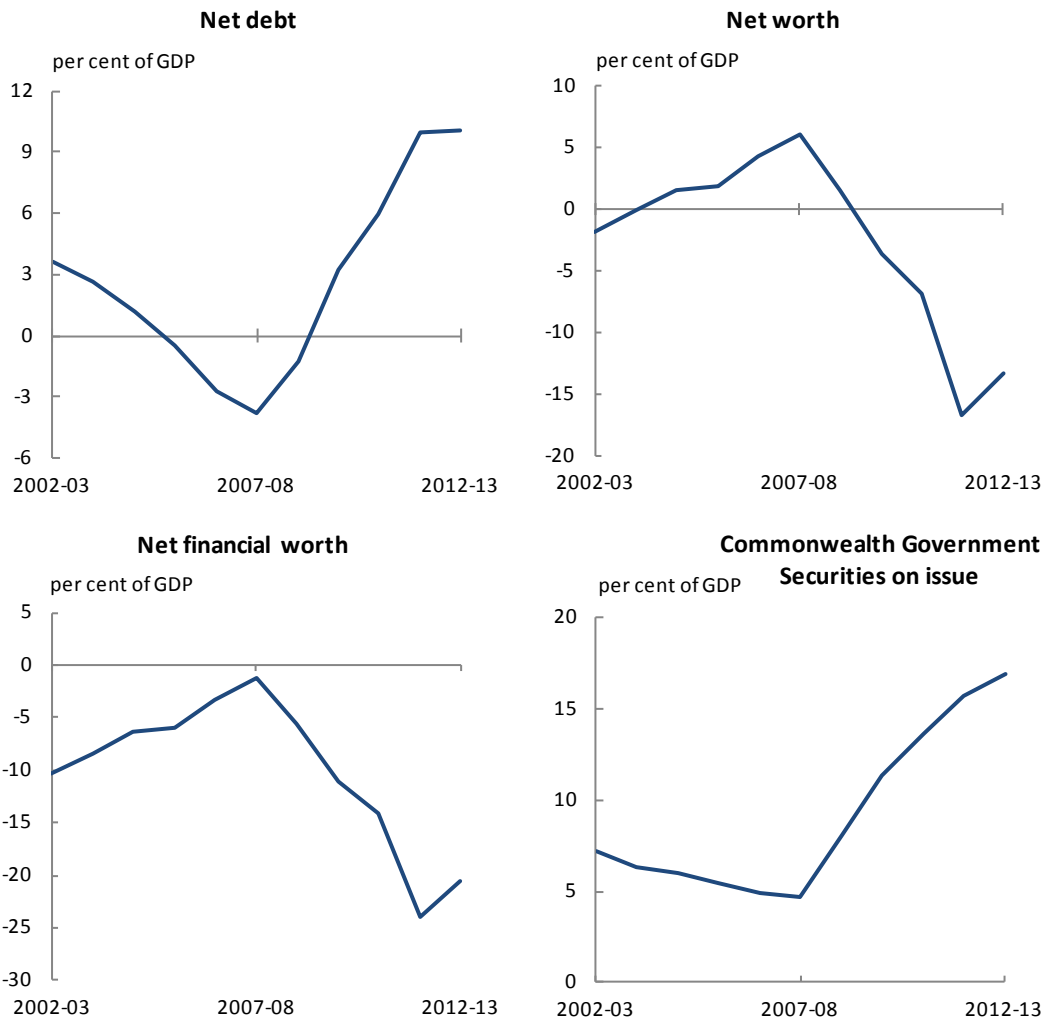 Net debt
per cent of GDP
12
9
6
3
0
-3
-6
2002-03 2007-08 2012-13
Net worth
per cent of GDP
10
5
0
-5
-10
-15
-20
2002-03 2007-08 2012-13
Net financial worth
per cent of GDP
5
0
-5
-10
-15
-20
-25
-30
2002-03 2007-08 2012-13
Commonwealth Government
Securities on issue
per cent of GDP
20
15
10
5
0
2002-03 2007-08 2012-13